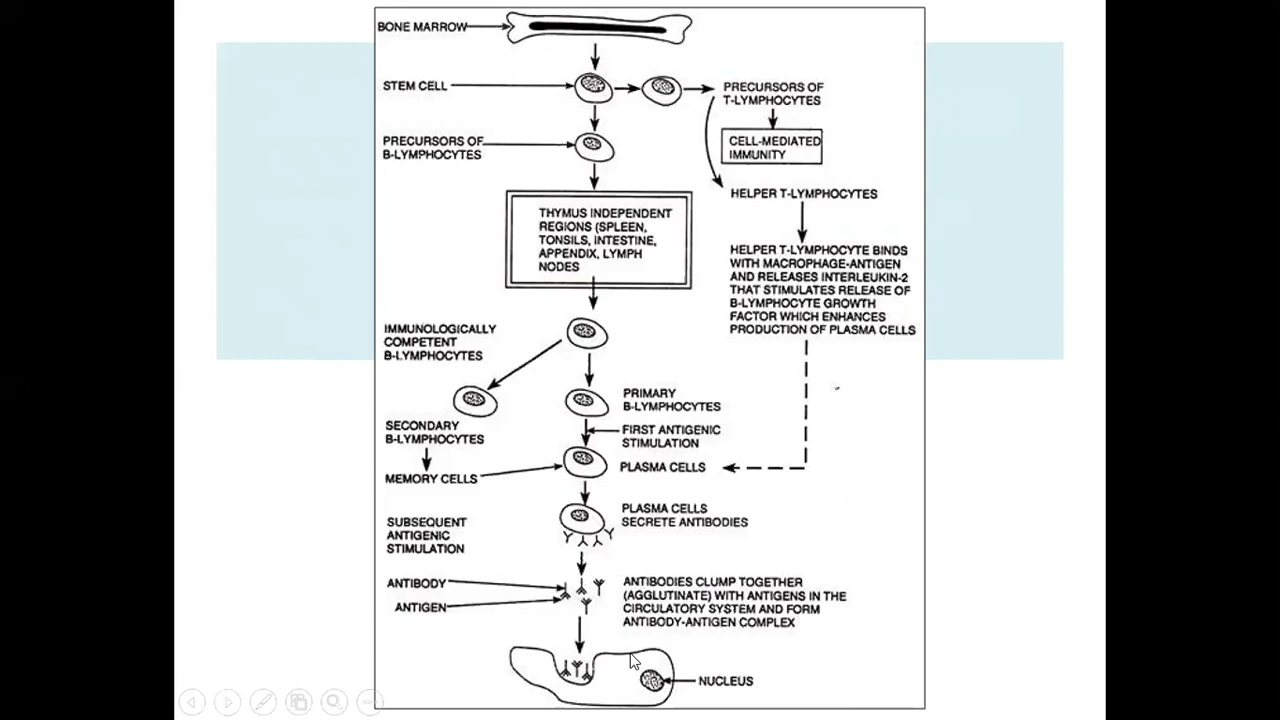 BONE MARROW
STEM CELL
PRECURSORS OF
T-LYMPHOCYTES
PRECURSORS OF
B-LYMPHOCYTES
CELL-MEDIATED
IMMUNITY
HELPER T-LYMPHOCYTES
THYMUS INDEPENDENT
REGIONS (SPLEEN,
TONSILS, INTESTINE,
APPENDIX, LYMPH
NODES
HELPER T-LYMPHOCYTE BINDS
WITH MACROPHAGE-ANTIGEN
AND RELEASES INTERLEUKIN-2
THAT STIMULATES RELEASE OF
B-LYMPHOCYTE GROWTH
FACTOR WHICH ENHANCES
PRODUCTION OF PLASMA CELLS
IMMUNOLOGICALLY
COMPETENT
B-LYMPHOCYTES
PRIMARY
B-LYMPHOCYTES
SECONDARY
B-LYMPHOCYTES
FIRST ANTIGENIC
STIMULATION
MEMORY CELLS
PLASMA CELLS
PLASMA CELLS
SECRETE ANTIBODIES
SUBSEQUENT
ANTIGENIC
STIMULATION
ANTIBODY
ANTIGEN
ANTIBODIES CLUMP TOGETHER
(AGGLUTINATE) WITH ANTIGENS IN THE
CIRCULATORY SYSTEM AND FORM
ANTIBODY-ANTIGEN COMPLEX
NUCLEUS